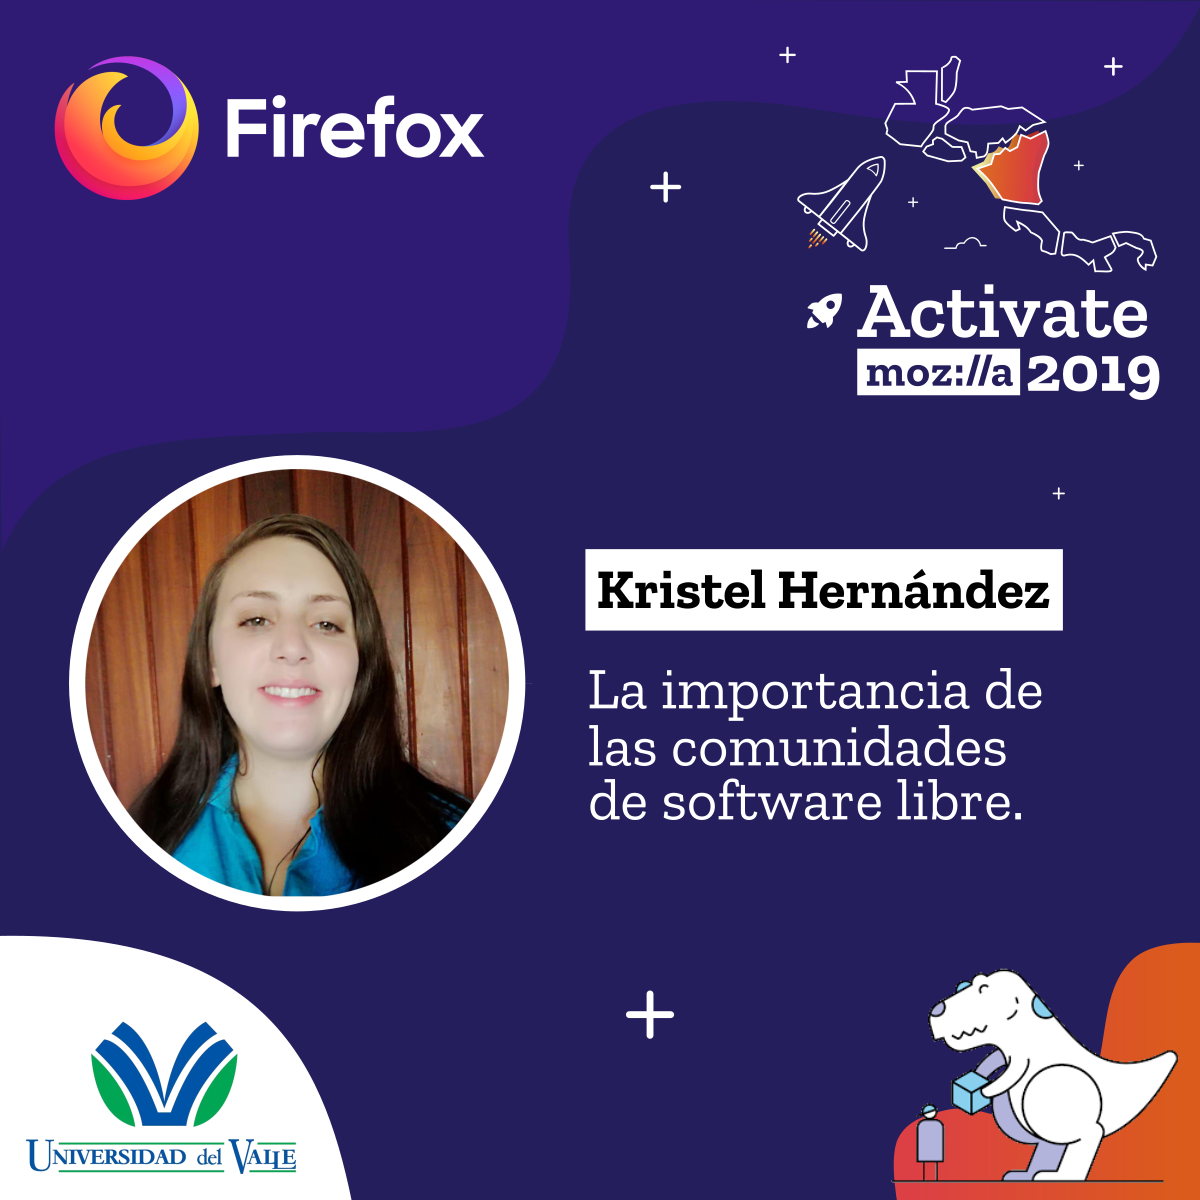 Firefox
Activate
moz://a 2019
Kristel Hernández
La importancia de
las comunidades
de software libre.
UNIVERSIDAD del VALLE